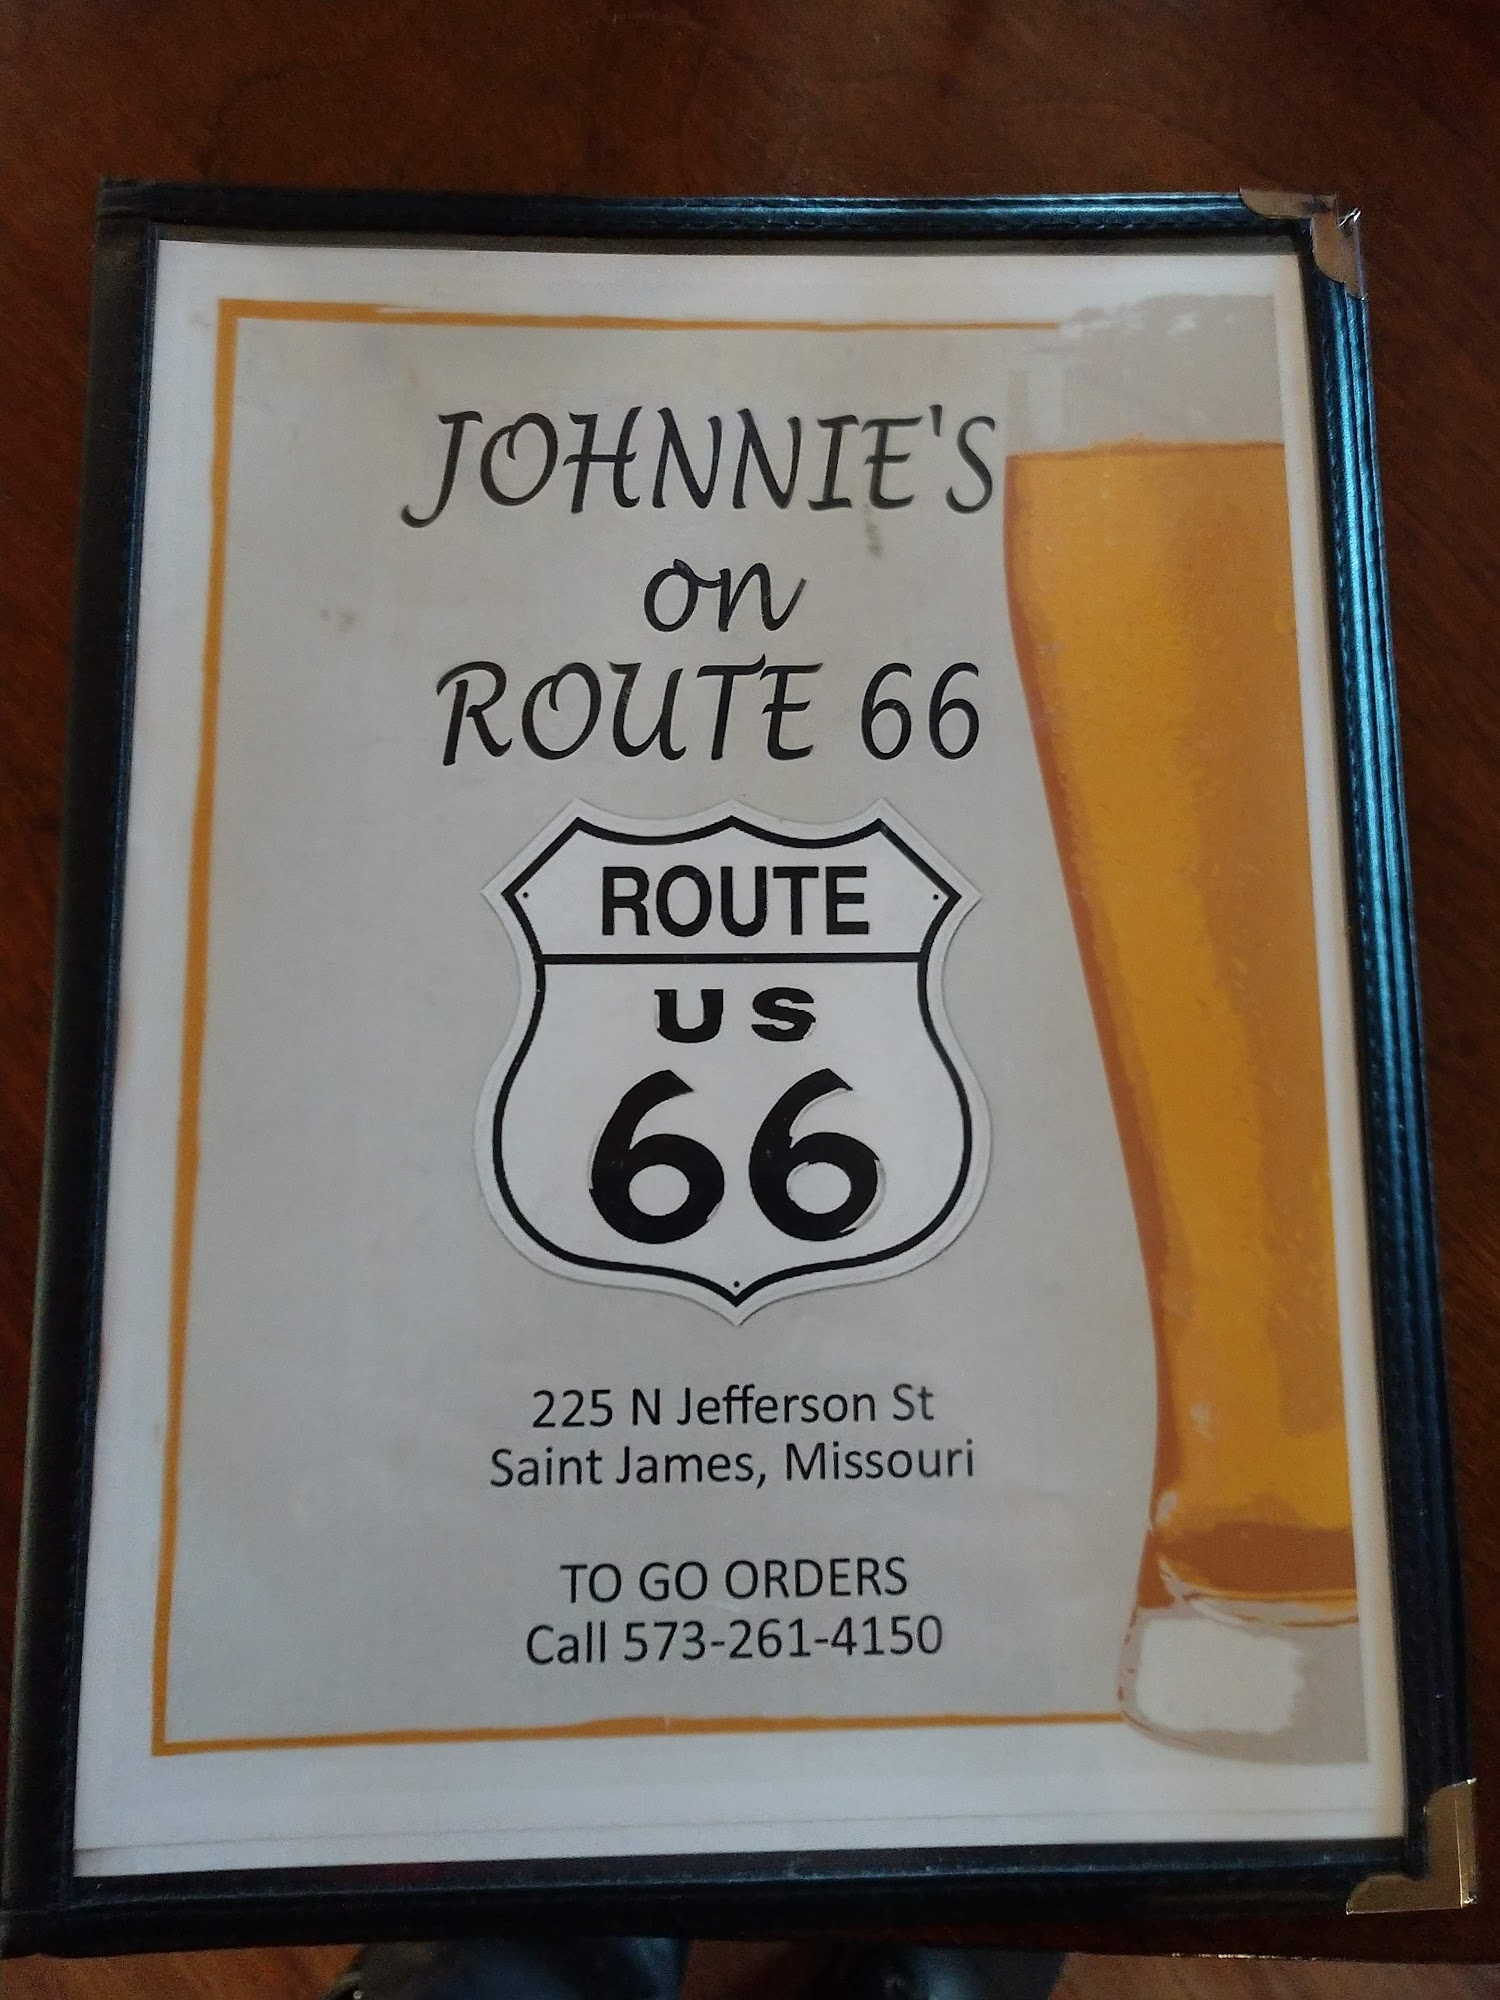 JOHNNIE'S
on
ROUTE 66
ROUTE
US
66
225 N Jefferson St
Saint James, Missouri
TO GO ORDERS
Call 573-261-4150